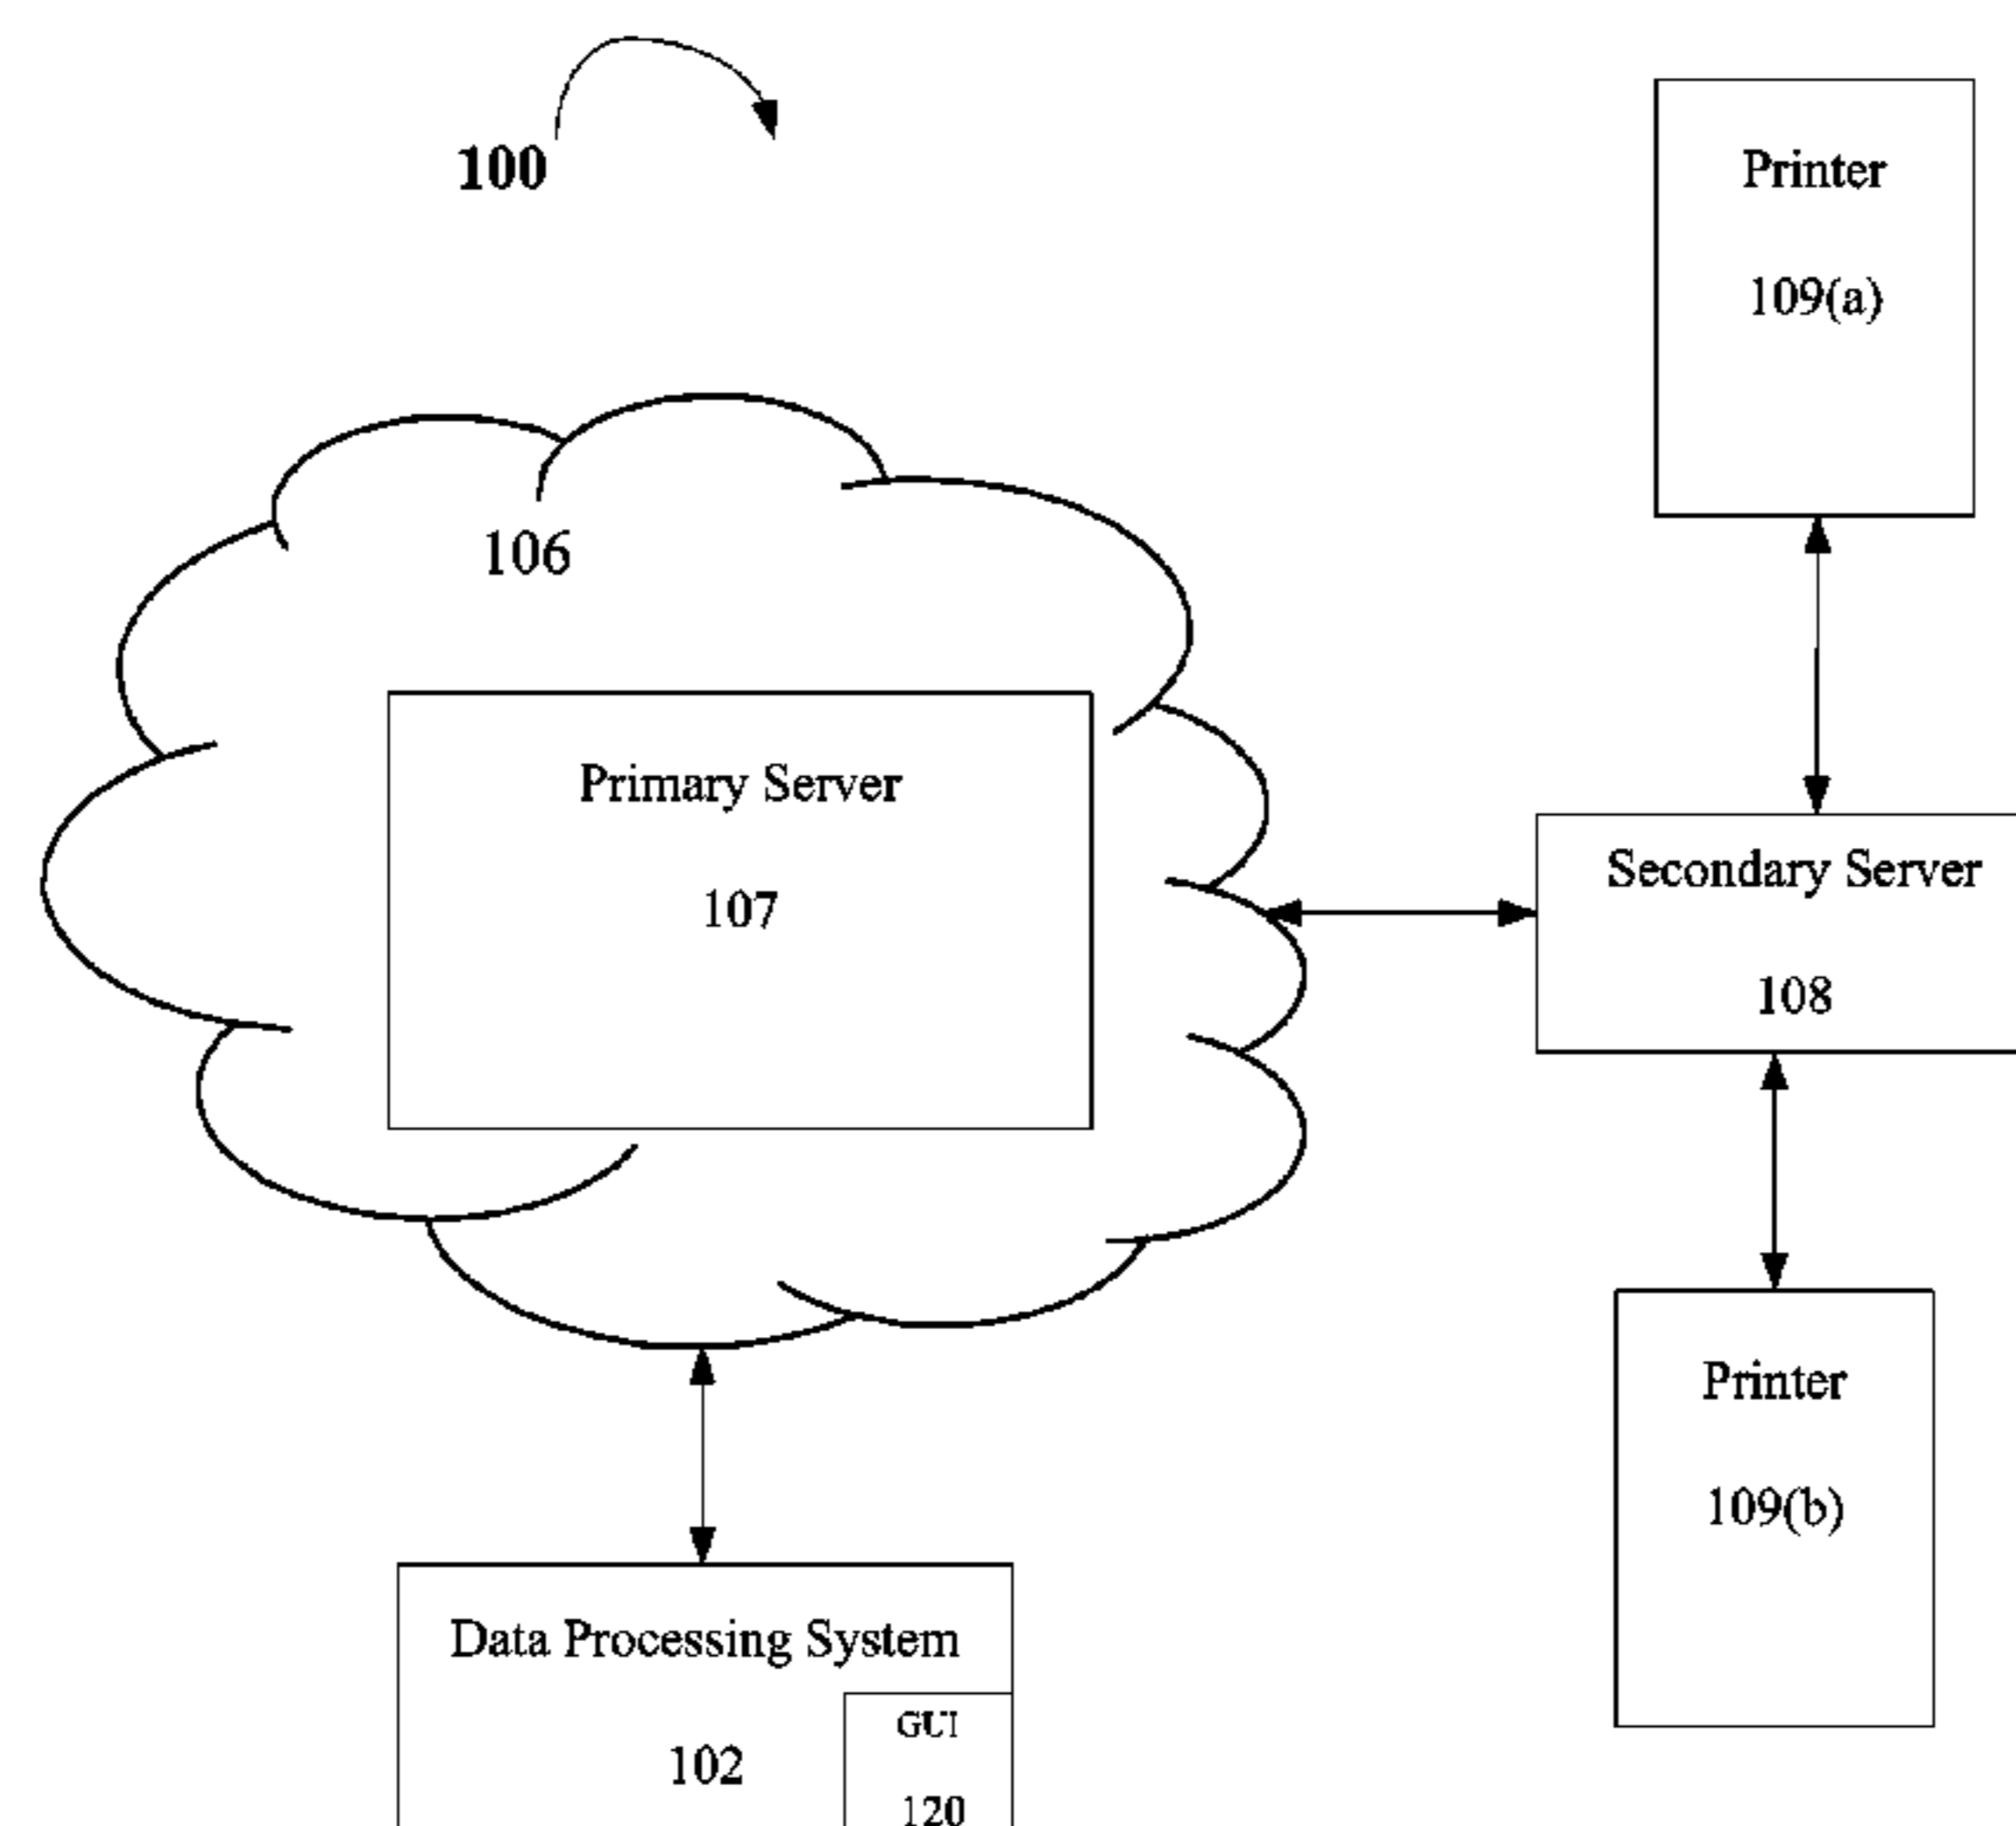 100
Printer
109(a)
106
Primary Server
107
Secondary Server
108
Printer
109(b)
Data Processing System
102
GUI
120